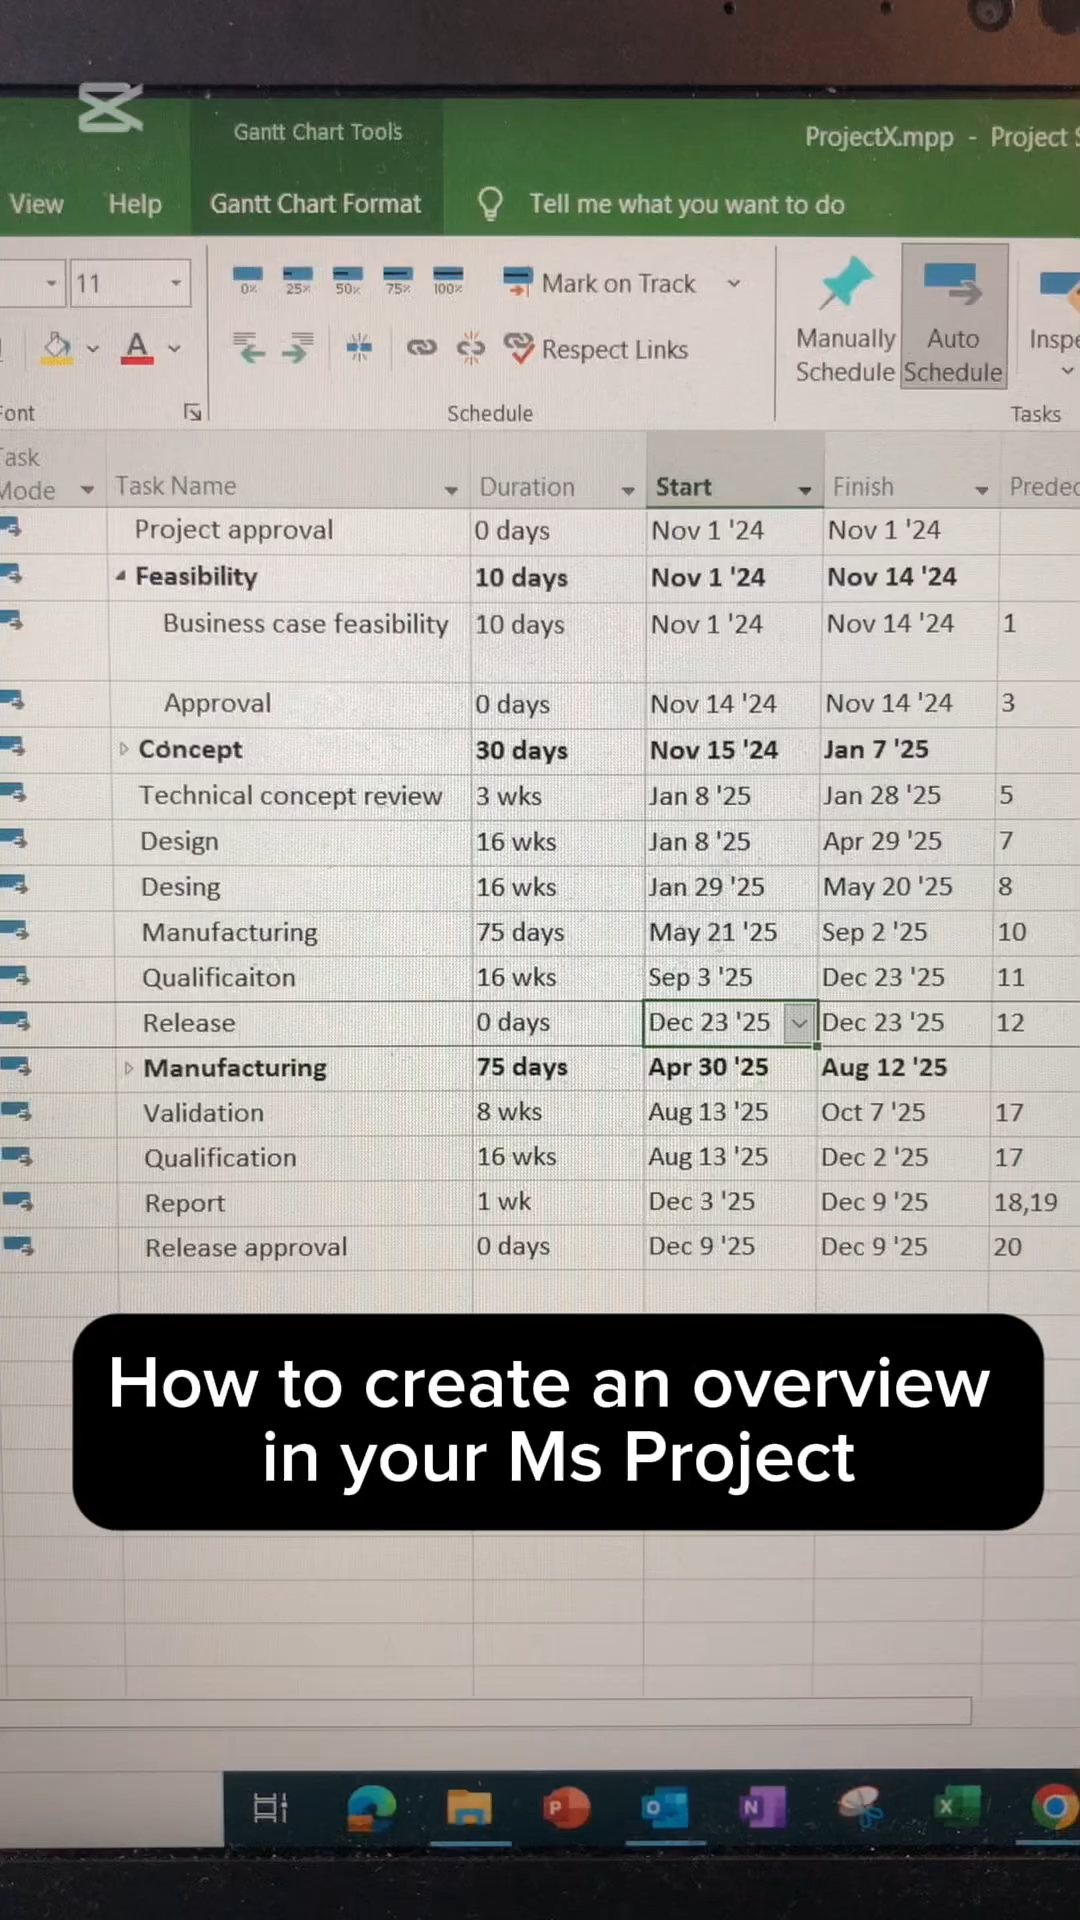 Gantt Chart Tools
ProjectX.mpp - Project
View Help Gantt Chart Format Tell me what you want to do
11 0% 25% 50% 75% 100% Mark on Track
Manually Schedule Auto Schedule
A Respect Links
Schedule Tasks
Mode Task Name Duration Start Finish
Project approval 0 days Nov 1 '24 Nov 1 '24
Feasibility 10 days Nov 1 '24 Nov 14 '24
Business case feasibility 10 days Nov 1 '24 Nov 14 '24 1
Approval 0 days Nov 14 '24 Nov 14 '24 3
Concept 30 days Nov 15 '24 Jan 7 '25
Technical concept review 3 wks Jan 8 '25 Jan 28 '25 5
Design 16 wks Jan 8 '25 Apr 29 '25 7
Desing 16 wks Jan 29 '25 May 20 '25 8
Manufacturing 75 days May 21 '25 Sep 2 '25 10
Qualificaiton 16 wks Sep 3 '25 Dec 23 '25 11
Release 0 days Dec 23 '25 Dec 23 '25 12
Manufacturing 75 days Apr 30 '25 Aug 12 '25
Validation 8 wks Aug 13 '25 Oct 7 '25 17
Qualification 16 wks Aug 13 '25 Dec 2 '25 17
Report 1 wk Dec 3 '25 Dec 9 '25 18,19
Release approval 0 days Dec 9 '25 Dec 9 '25 20
How to create an overview
in your Ms Project